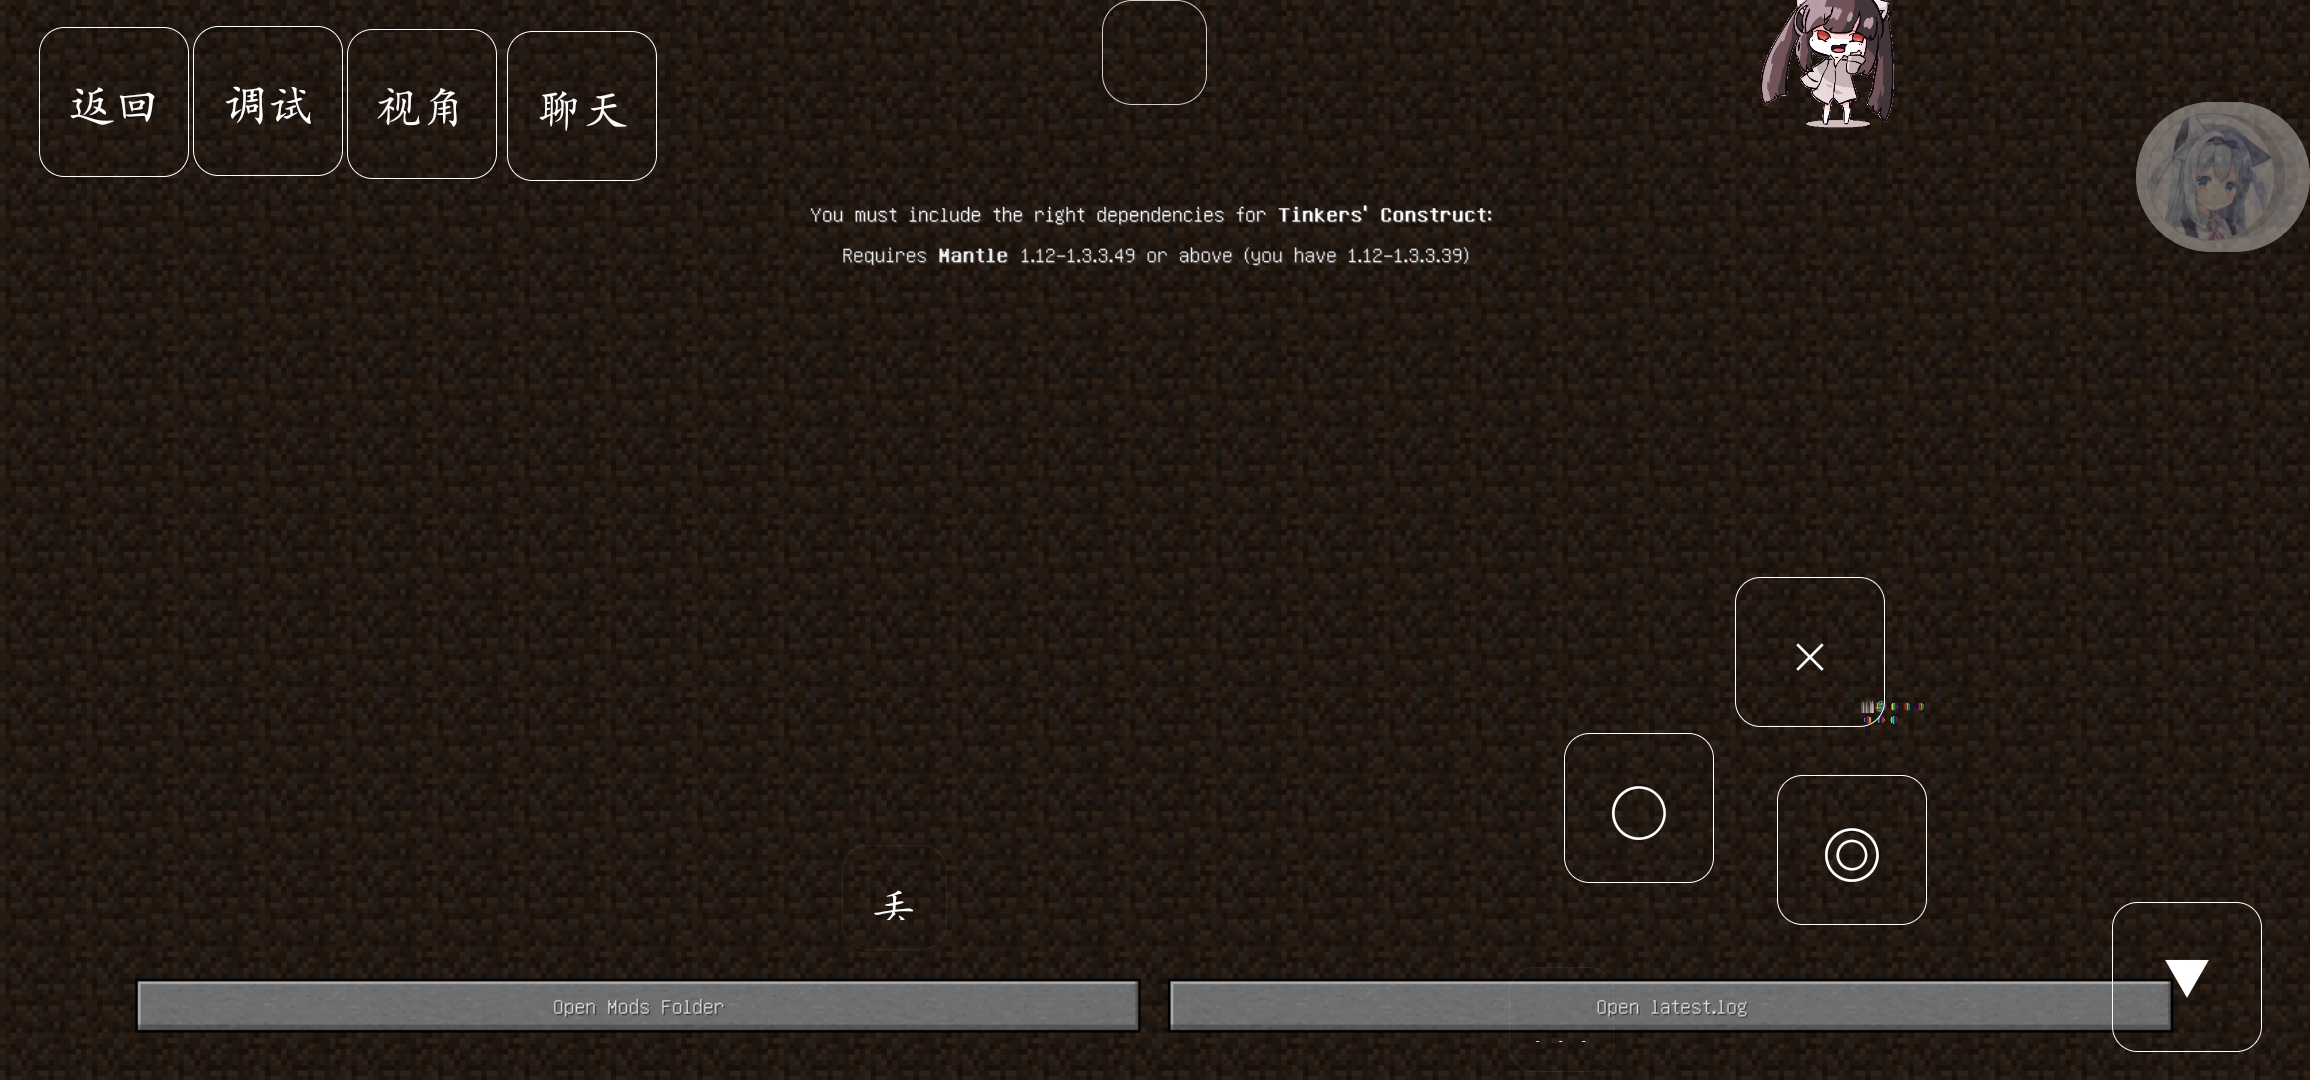 返回
调试
视角
聊天
You must include the right dependencies for Tinkers' Construct:
Requires Mantle 1.12-1.3.3.49 or above (you have 1.12-1.3.3.39)
Open Mods Folder
Open latest.log